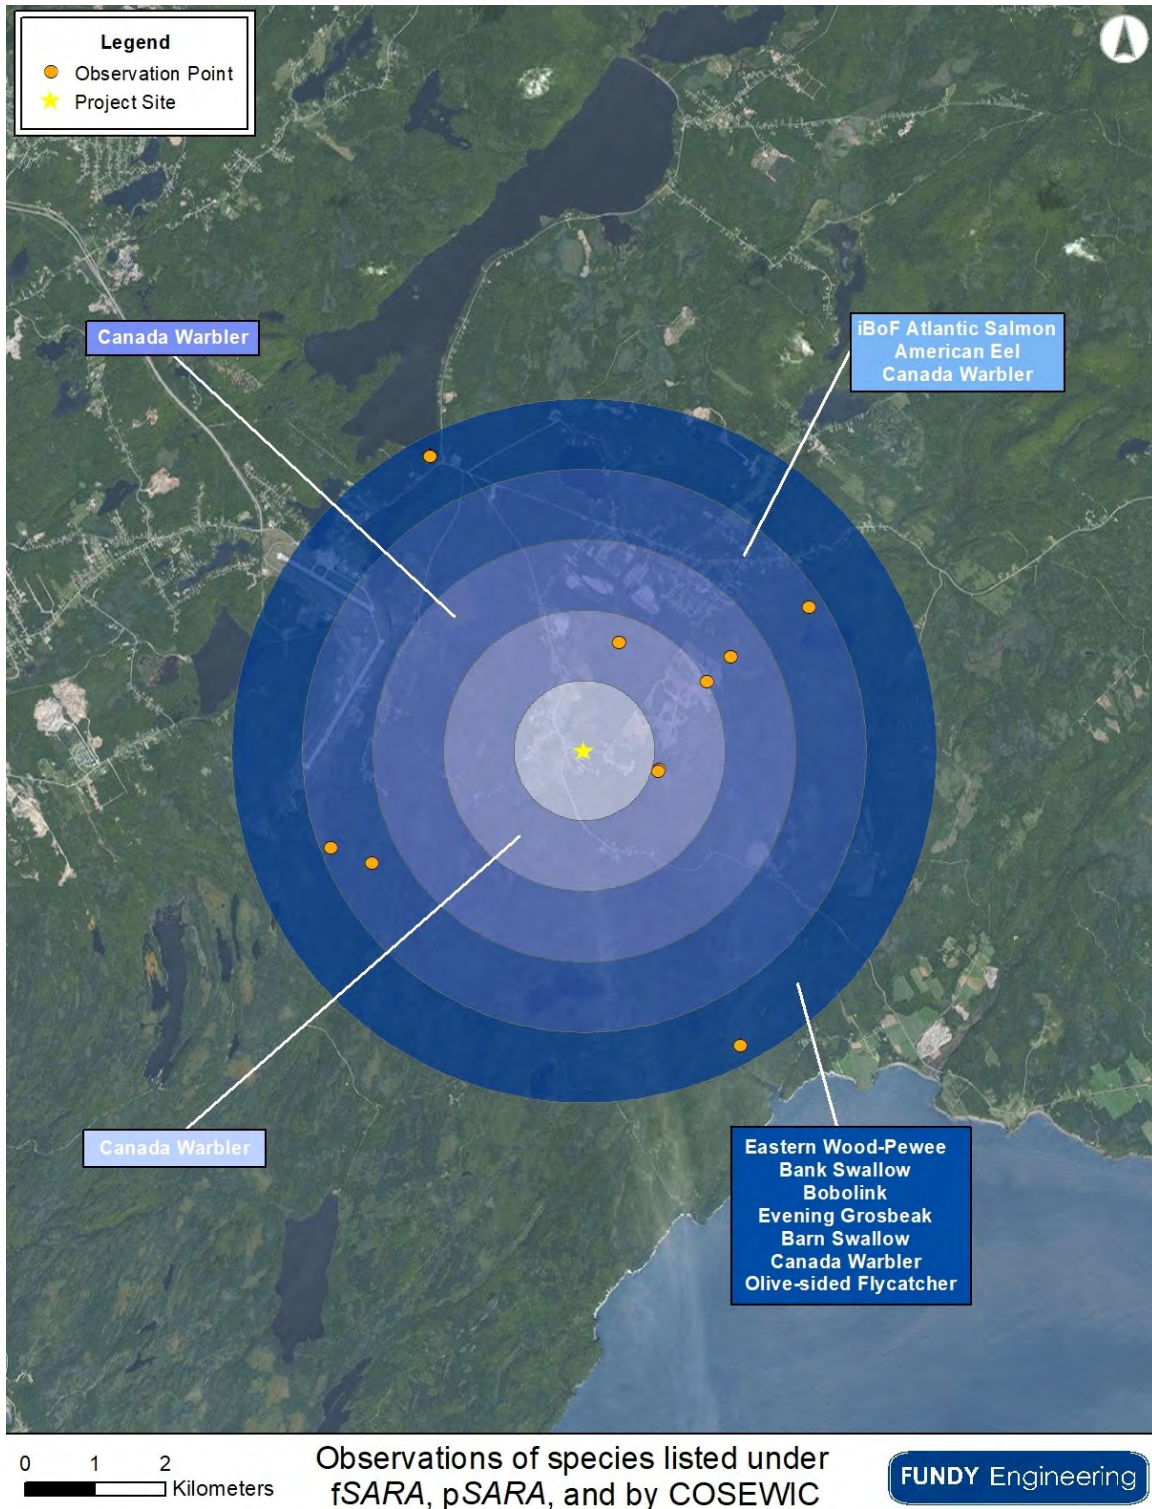 Legend
Observation Point
Project Site
Canada Warbler
iBoF Atlantic Salmon
American Eel
Canada Warbler
Canada Warbler
Eastern Wood-Pewee
Bank Swallow
Bobolink
Evening Grosbeak
Barn Swallow
Canada Warbler
Olive-sided Flycatcher
0 1 2
Kilometers
Observations of species listed under
fSARA, pSARA, and by COSEWIC
FUNDY Engineering